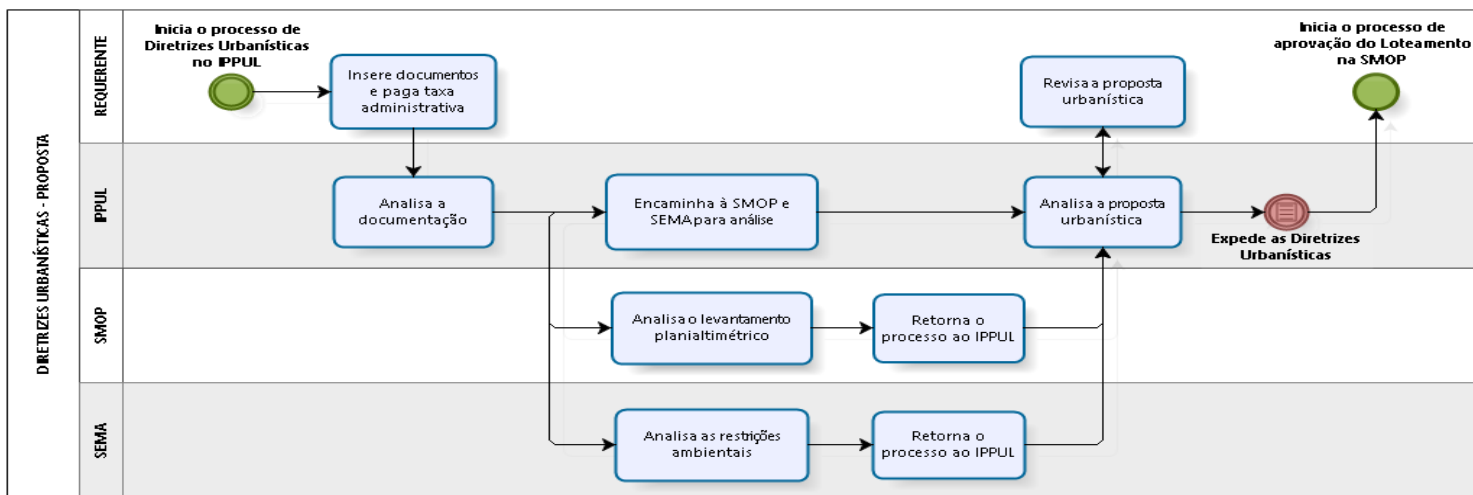 DIRETRIZES URBANÍSTICAS - PROPOSTA
REQUERENTE
Inicia o processo de
Diretrizes Urbanísticas
no IPPUL
Insere documentos
e paga taxa
administrativa
Revisa a proposta
urbanística
Inicia o processo de
aprovação do Loteamento
na SMOP
IPPUL
Analisa a
documentação
Encaminha à SMOP e
SEMA para análise
Analisa a proposta
urbanística
Expede as Diretrizes
Urbanísticas
SMOP
Analisa o levantamento
planialtimétrico
Retorna o
processo ao IPPUL
SEMA
Analisa as restrições
ambientais
Retorna o
processo ao IPPUL